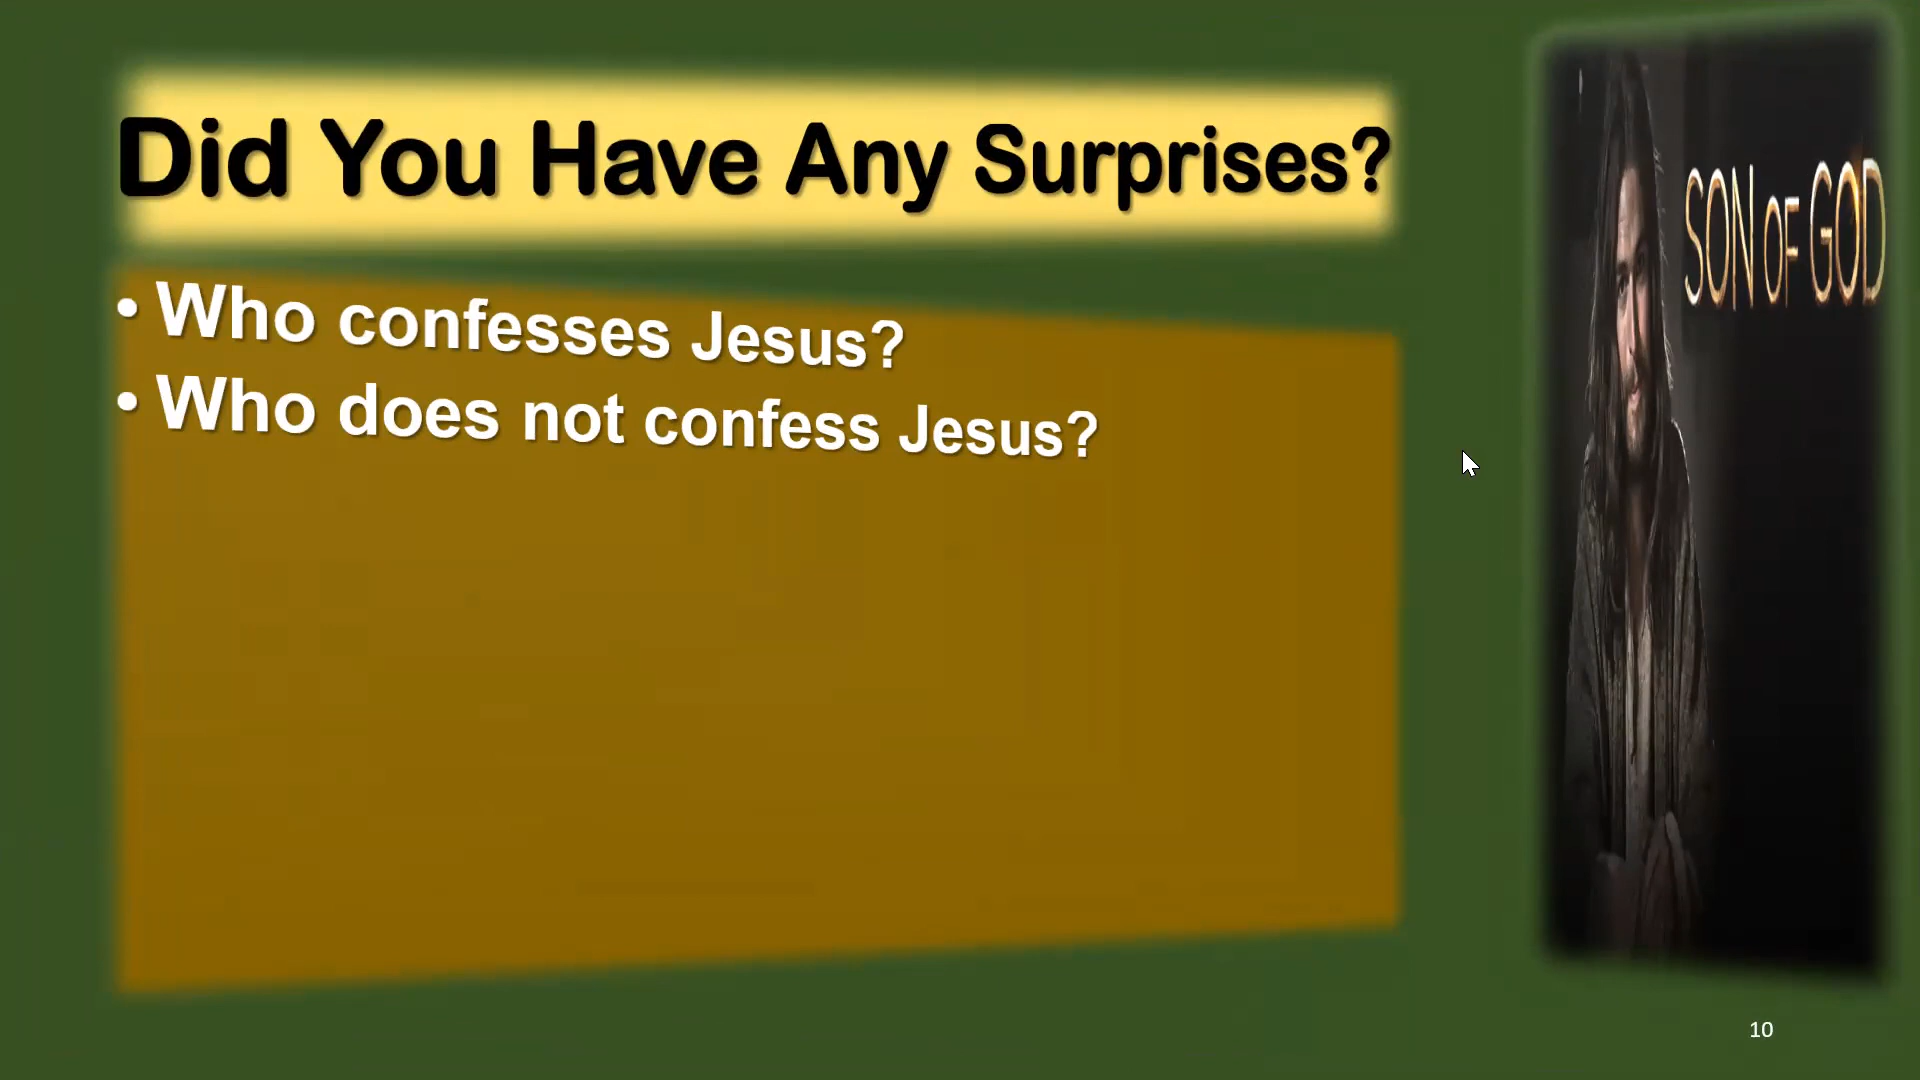 Did You Have Any Surprises?
• Who confesses Jesus?
• Who does not confess Jesus?
SON OF GOD
10